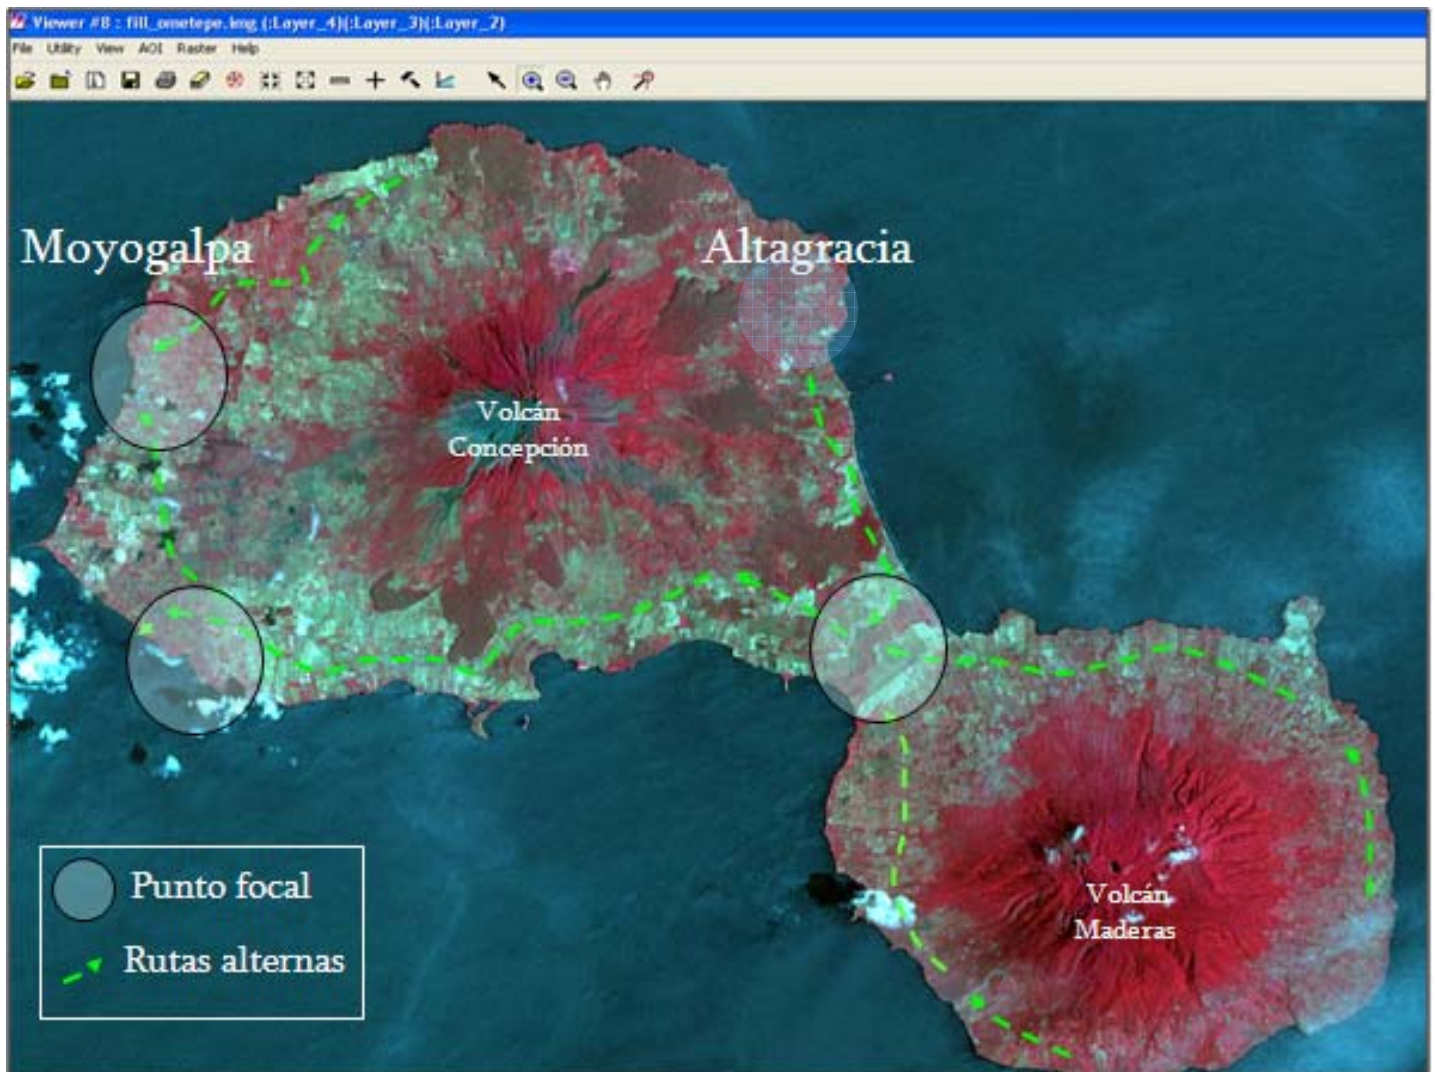 Viewer #8 : fill_ometepe.img (:Layer_4)(:Layer_3)(:Layer_2)
File Utility View AOI Raster Help
Moyogalpa
Altagracia
Volcán
Concepción
Volcán
Maderas
Punto focal
Rutas alternas